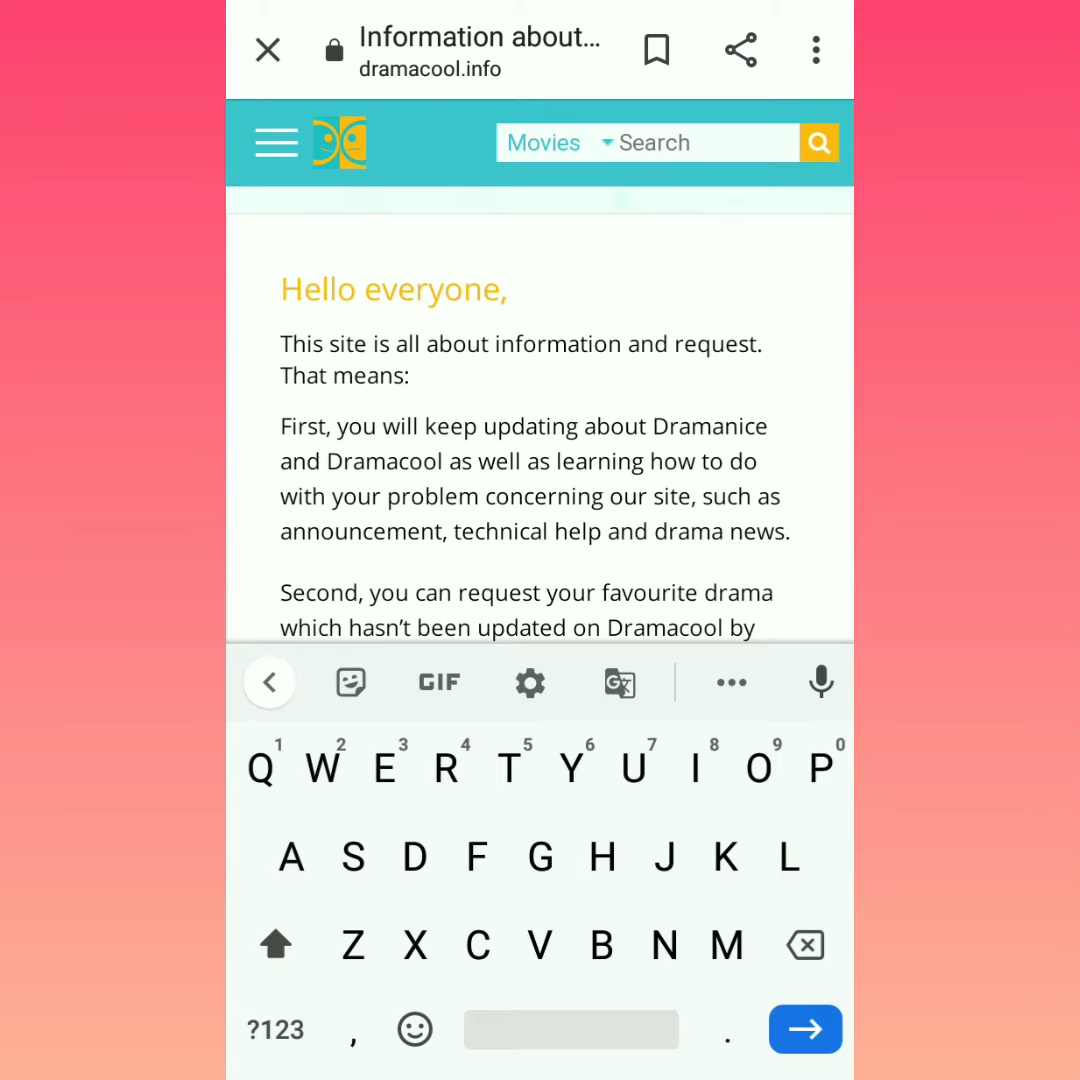 Information about...
dramacool.info
Movies Search
Hello everyone,
This site is all about information and request.
That means:
First, you will keep updating about Dramanice
and Dramacool as well as learning how to do
with your problem concerning our site, such as
announcement, technical help and drama news.
Second, you can request your favourite drama
which hasn't been updated on Dramacool by
GIF
1 2 3 4 5 6 7 8 9 0
Q W E R T Y U I O P
A S D F G H J K L
Z X C V B N M
?123 , .